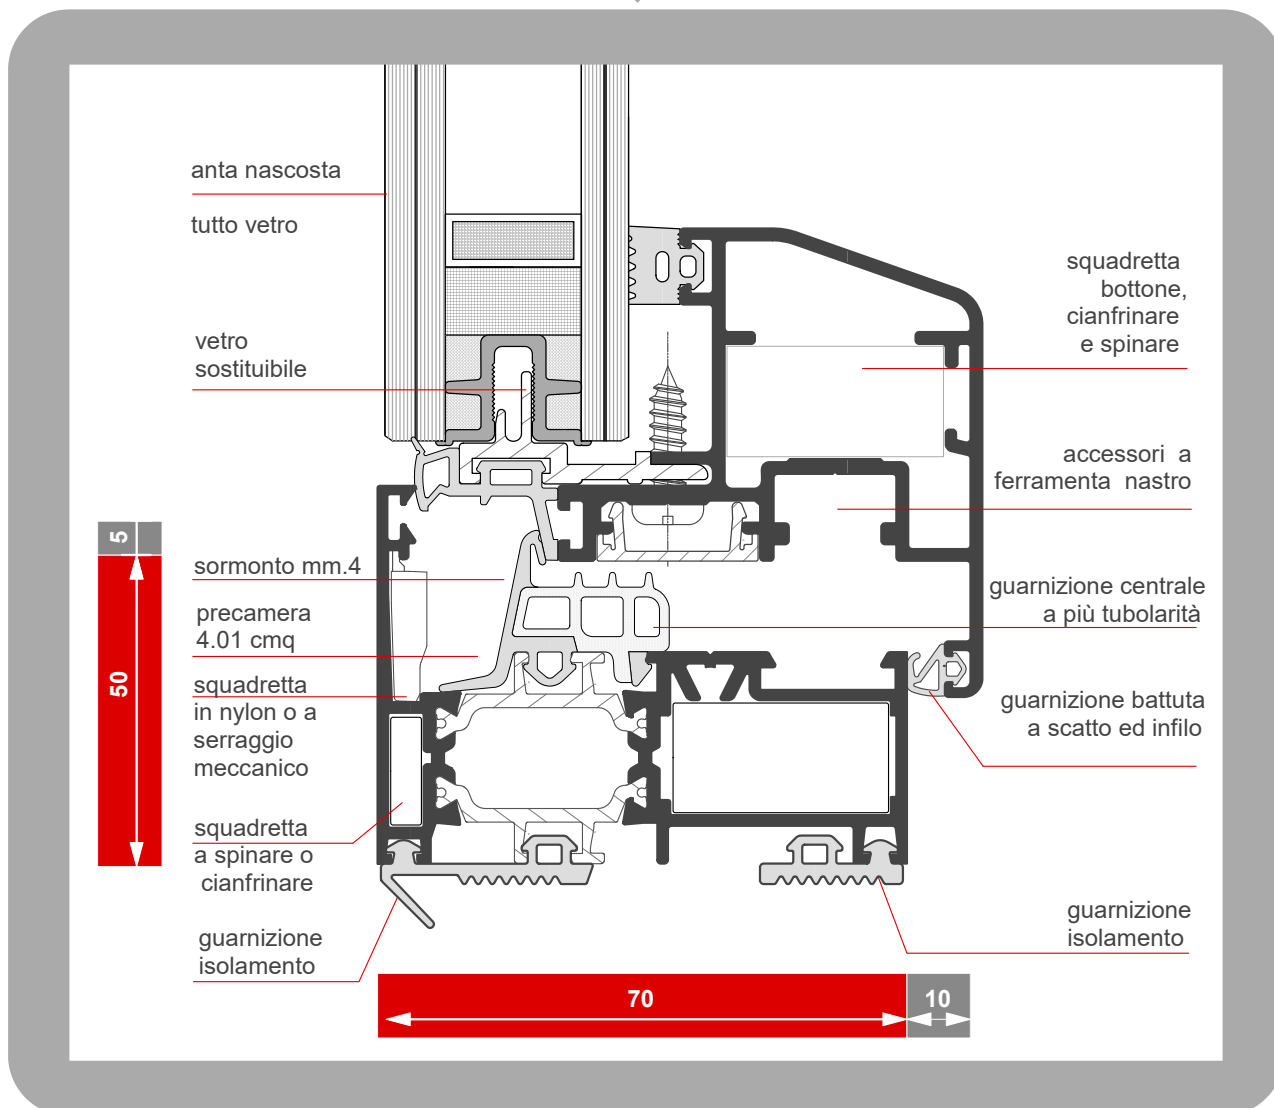 anta nascosta
tutto vetro
vetro
sostituibile
squadretta
bottone,
cianfrinare
e spinare
accessori a
ferramenta nastro
5
50
sormonto mm.4
precamera
4.01 cmq
squadretta
in nylon o a
serraggio
meccanico
squadretta
a spinare o
cianfrinare
guarnizione
isolamento
guarnizione centrale
a più tubolarità
guarnizione battuta
a scatto ed infilo
guarnizione
isolamento
70
10